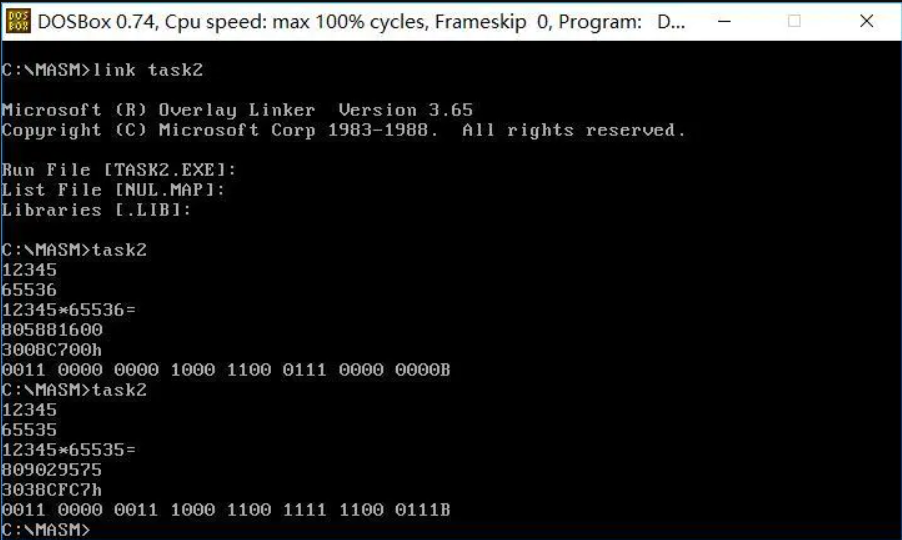 DOS BOX DOSBox 0.74, Cpu speed: max 100% cycles, Frameskip 0, Program: D...
C:\MASM>link task2
Microsoft (R) Overlay Linker Version 3.65
Copyright (C) Microsoft Corp 1983-1988. All rights reserved.
Run File [TASK2.EXE]:
List File [NUL.MAP]:
Libraries [.LIB]:
C:\MASM>task2
12345
65536
12345*65536=
805881600
3008C700h
0011 0000 0000 1000 1100 0111 0000 0000B
C:\MASM>task2
12345
65535
12345*65535=
809029575
3038CFC7h
0011 0000 0011 1000 1100 1111 1100 0111B
C:\MASM>